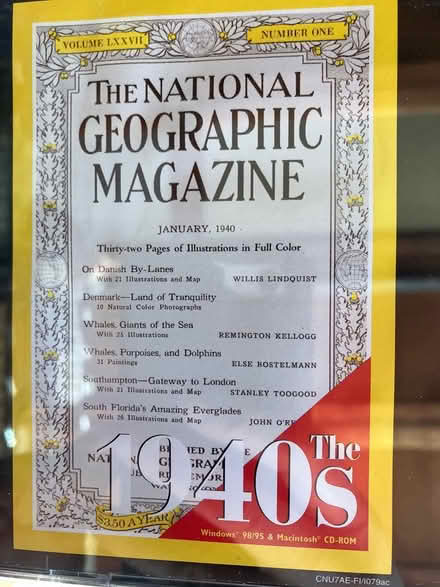 VOLUME LXXVII
NUMBER ONE
THE NATIONAL
GEOGRAPHIC
MAGAZINE
JANUARY, 1940
Thirty-two Pages of Illustrations in Full Color
On Danish By-Lanes
With 21 Illustrations and Map WILLIS LINDQUIST
Denmark—Land of Tranquility
10 Natural Color Photographs
Whales, Giants of the Sea
With 25 Illustrations REMINGTON KELLOGG
Whales, Porpoises, and Dolphins
31 Paintings ELSE BOSTELMANN
Southampton—Gateway to London
With 21 Illustrations and Map STANLEY TOOGOOD
South Florida's Amazing Everglades
With 26 Illustrations and Map JOHN
BY THE
$3.50 A YEAR
The
1940s
Windows® 98/95 & Macintosh® CD-ROM
CNU7AE-FI/I079ac